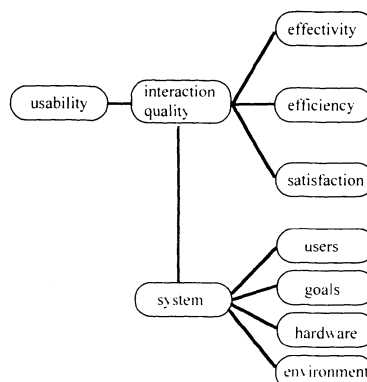 effectivity
usability
interaction
quality
efficiency
satisfaction
users
system
goals
hardware
environment